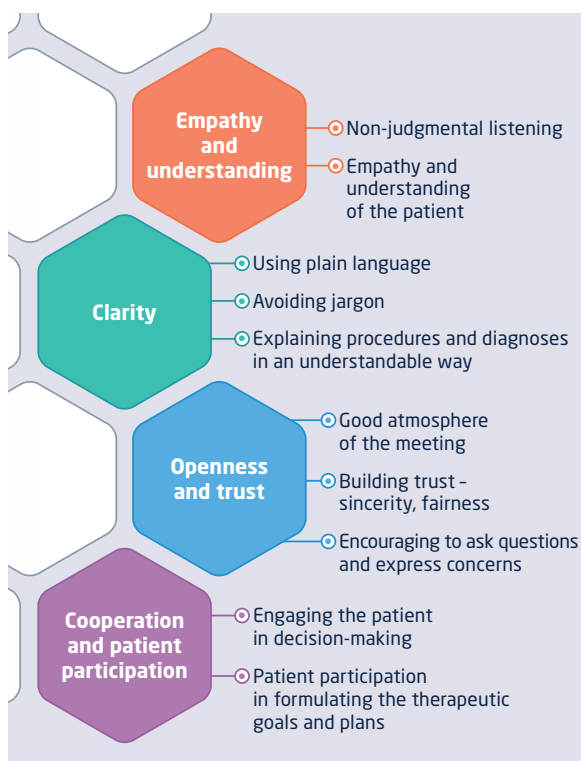 Empathy
and
understanding
Non-judgmental listening
Empathy and
understanding
of the patient
Clarity
Using plain language
Avoiding jargon
Explaining procedures and diagnoses
in an understandable way
Openness
and trust
Good atmosphere
of the meeting
Building trust –
sincerity, fairness
Encouraging to ask questions
and express concerns
Cooperation
and patient
participation
Engaging the patient
in decision-making
Patient participation
in formulating the therapeutic
goals and plans